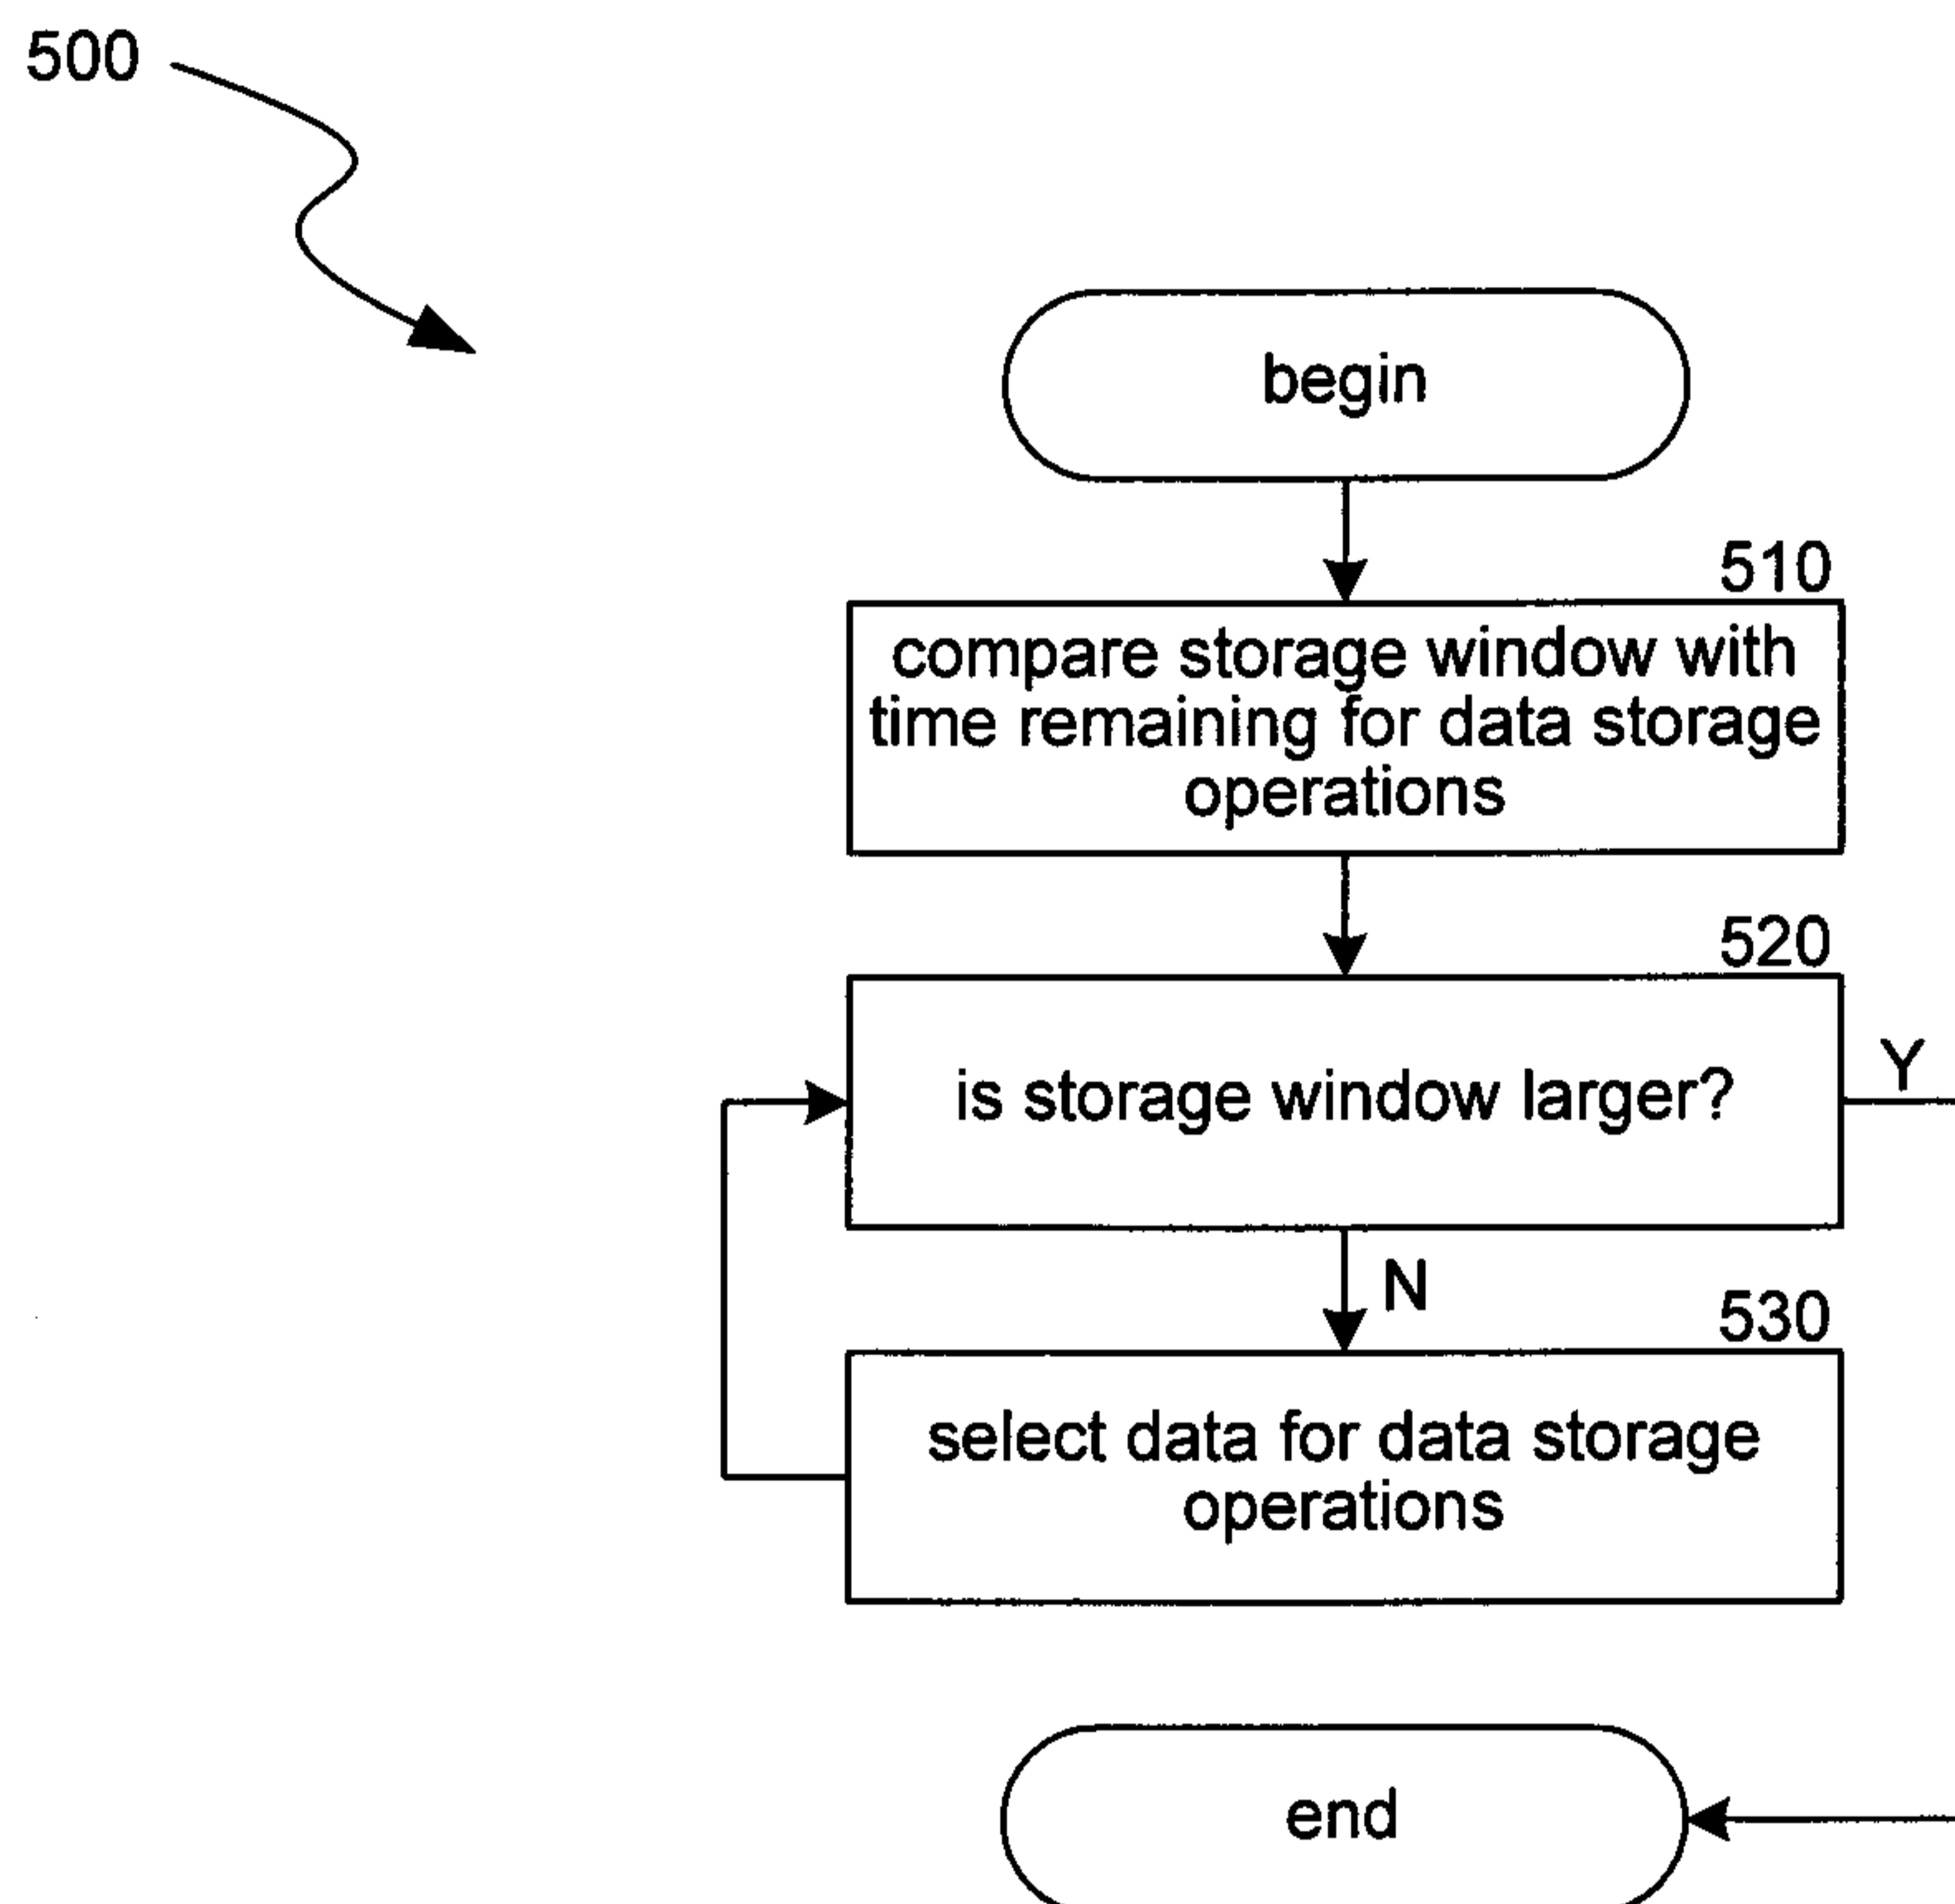 500
begin
510
compare storage window with
time remaining for data storage
operations
520
is storage window larger?
Y
N
530
select data for data storage
operations
end